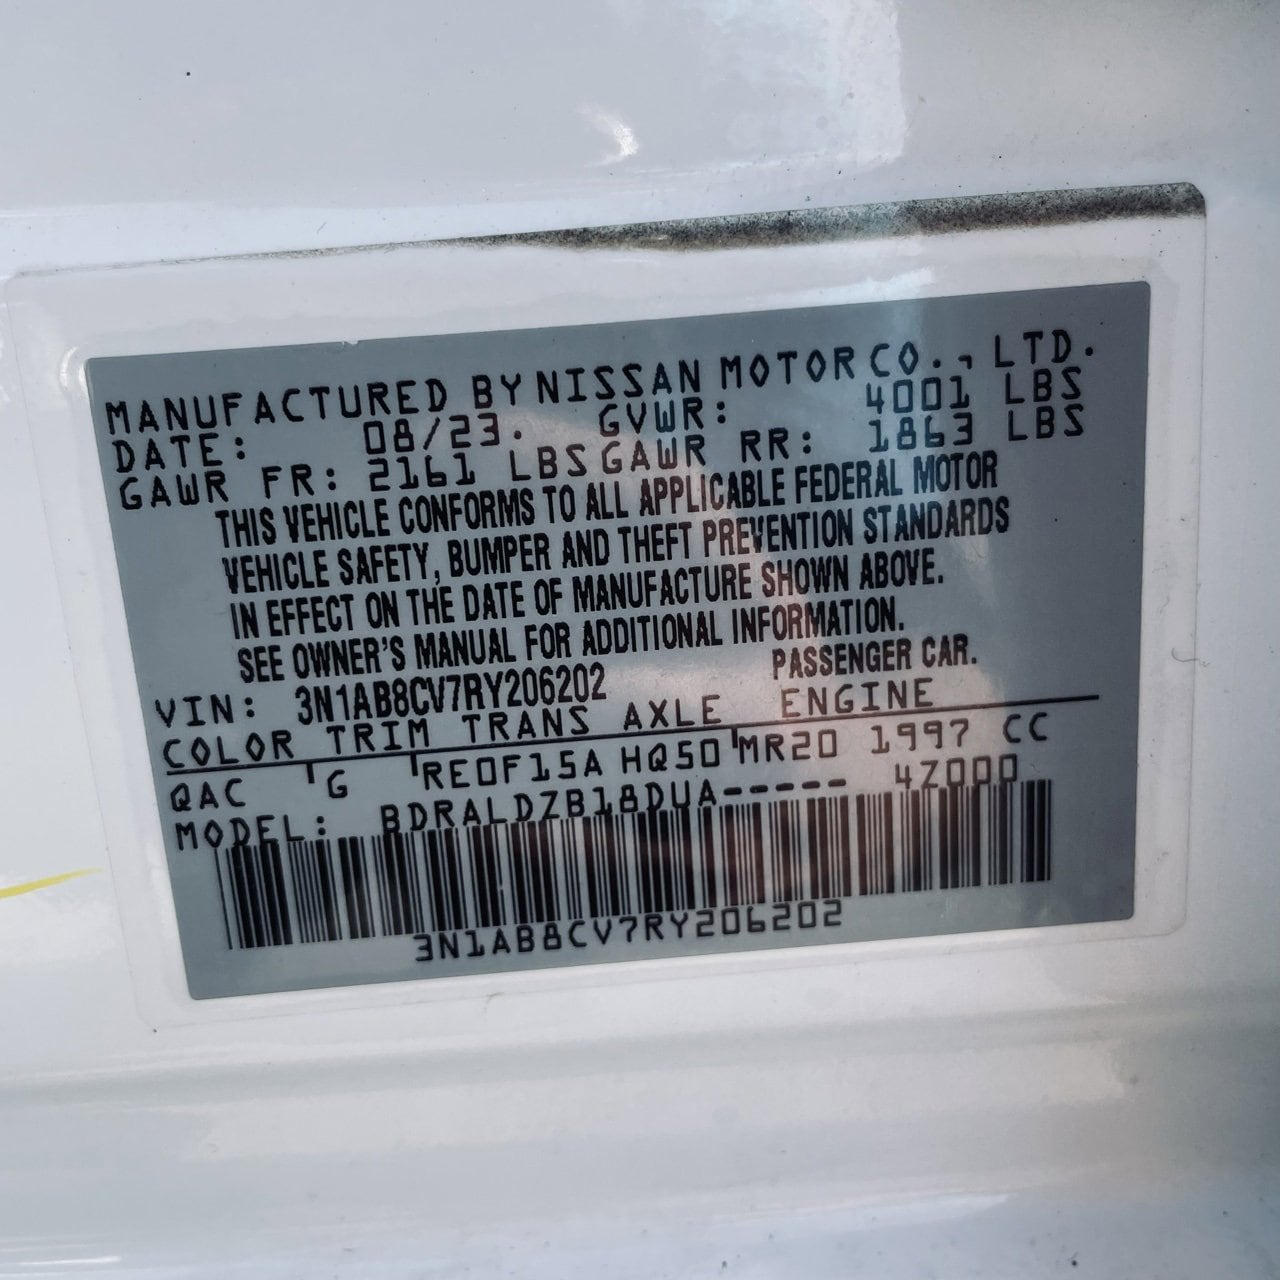 MANUFACTURED BY NISSAN MOTOR CO., LTD.
DATE: 08/23. GVWR: 4001 LBS
GAWR FR: 2161 LBS GAWR RR: 1863 LBS
THIS VEHICLE CONFORMS TO ALL APPLICABLE FEDERAL MOTOR
VEHICLE SAFETY, BUMPER AND THEFT PREVENTION STANDARDS
IN EFFECT ON THE DATE OF MANUFACTURE SHOWN ABOVE.
SEE OWNER'S MANUAL FOR ADDITIONAL INFORMATION.
VIN: 3N1AB8CV7RY206202 PASSENGER CAR.
COLOR TRIM TRANS AXLE ENGINE
QAC G RE0F15A HQ50 MR20 1997 CC
MODEL: BDRALDZB18DUA----- 4Z000
3N1AB8CV7RY206202